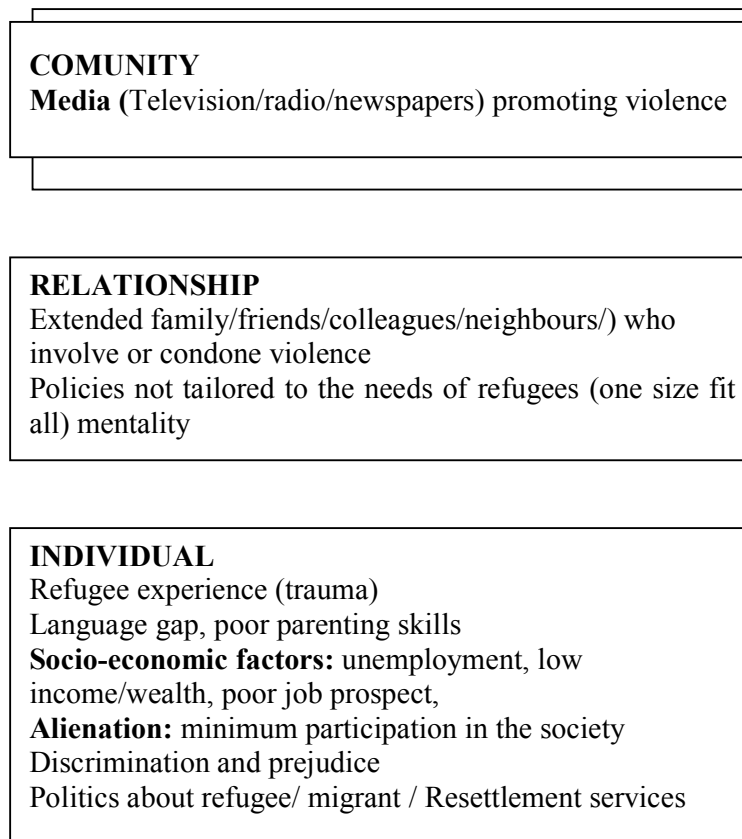 COMUNITY
Media (Television/radio/newspapers) promoting violence
RELATIONSHIP
Extended family/friends/colleagues/neighbours/) who
involve or condone violence
Policies not tailored to the needs of refugees (one size fit
all) mentality
INDIVIDUAL
Refugee experience (trauma)
Language gap, poor parenting skills
Socio-economic factors: unemployment, low
income/wealth, poor job prospect,
Alienation: minimum participation in the society
Discrimination and prejudice
Politics about refugee/ migrant / Resettlement services